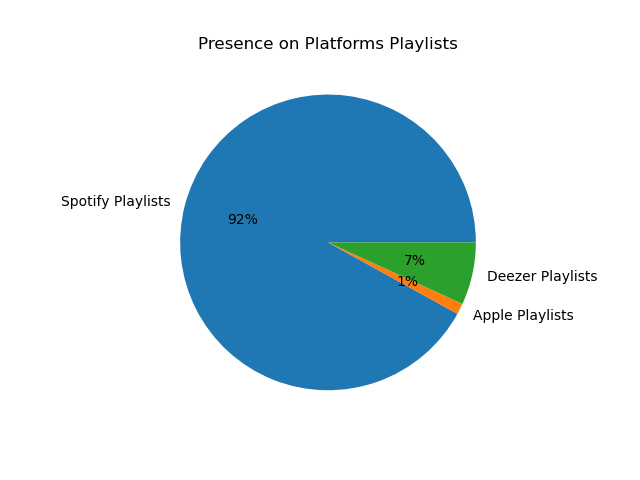 Presence on Platforms Playlists
Spotify Playlists
92%
7%
Deezer Playlists
1%
Apple Playlists